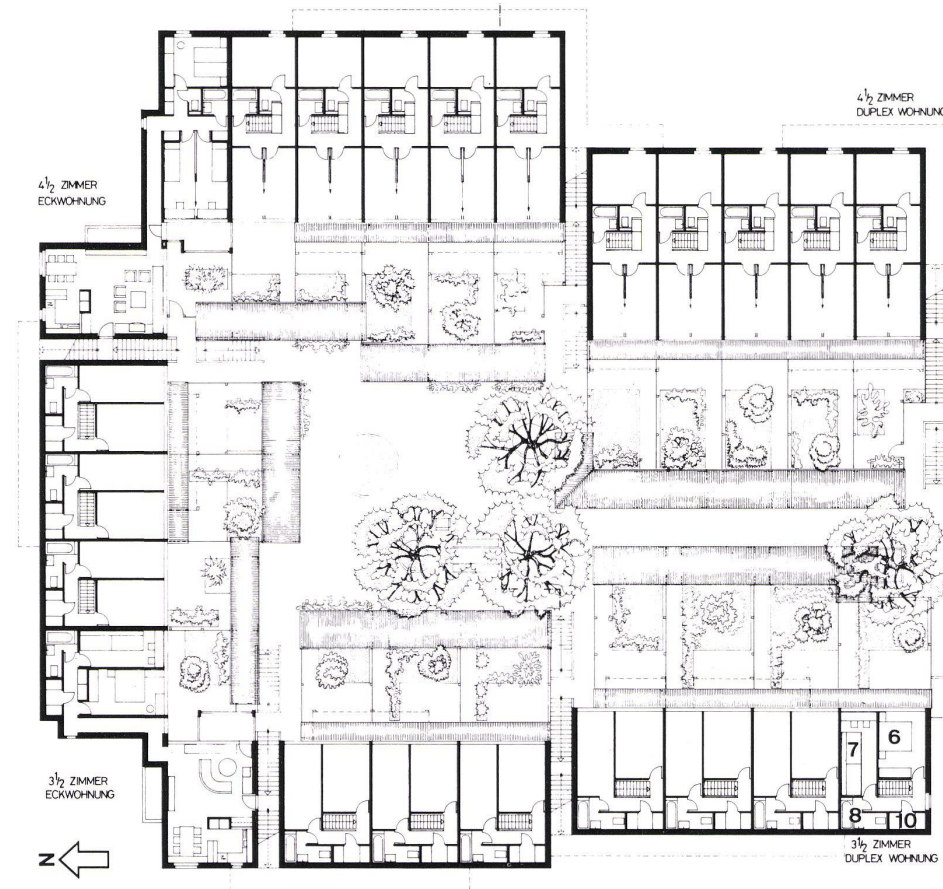 4½ ZIMMER
DUPLEX WOHNUNG
4½ ZIMMER
ECKWOHNUNG
3½ ZIMMER
ECKWOHNUNG
7
6
8
10
3½ ZIMMER
DUPLEX WOHNUNG
N